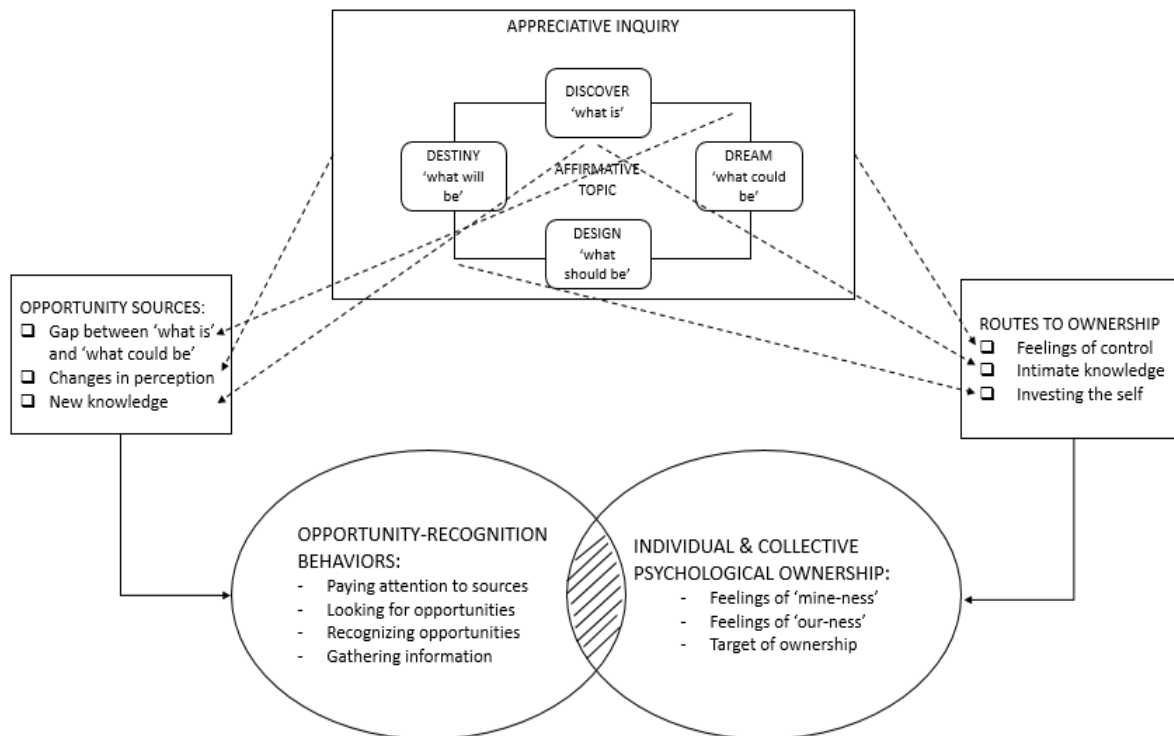 APPRECIATIVE INQUIRY
DISCOVER
‘what is’
DESTINY
‘what will
be’
AFFIRMATIVE
TOPIC
DREAM
‘what could
be’
DESIGN
‘what
should be’
OPPORTUNITY SOURCES:
❑ Gap between ‘what is’
and ‘what could be’
❑ Changes in perception
❑ New knowledge
ROUTES TO OWNERSHIP
❑ Feelings of control
❑ Intimate knowledge
❑ Investing the self
OPPORTUNITY-RECOGNITION
BEHAVIORS:
- Paying attention to sources
- Looking for opportunities
- Recognizing opportunities
- Gathering information
INDIVIDUAL & COLLECTIVE
PSYCHOLOGICAL OWNERSHIP:
- Feelings of ‘mine-ness’
- Feelings of ‘our-ness’
- Target of ownership